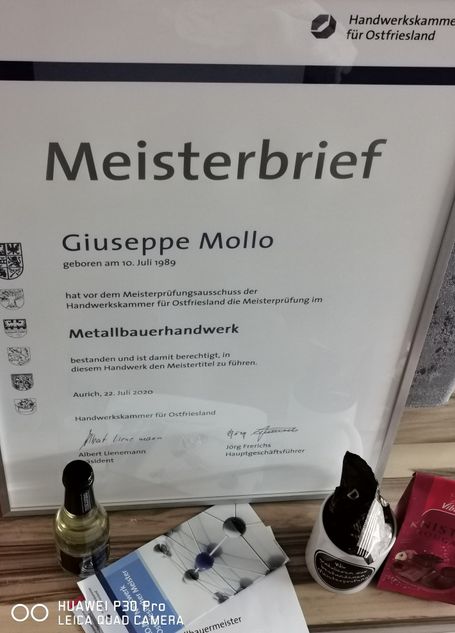 Handwerkskammer
für Ostfriesland
Meisterbrief
Giuseppe Mollo
geboren am 10. Juli 1989
hat vor dem Meisterprüfungsausschuss der
Handwerkskammer für Ostfriesland die Meisterprüfung im
Metallbauerhandwerk
bestanden und ist damit berechtigt, in
diesem Handwerk den Meistertitel zu führen.
Aurich, 22. Juli 2020
Handwerkskammer für Ostfriesland
Albert Lienemann
Präsident
Jörg Frerichs
Hauptgeschäftsführer
HUAWEI P30 Pro
LEICA QUAD CAMERA